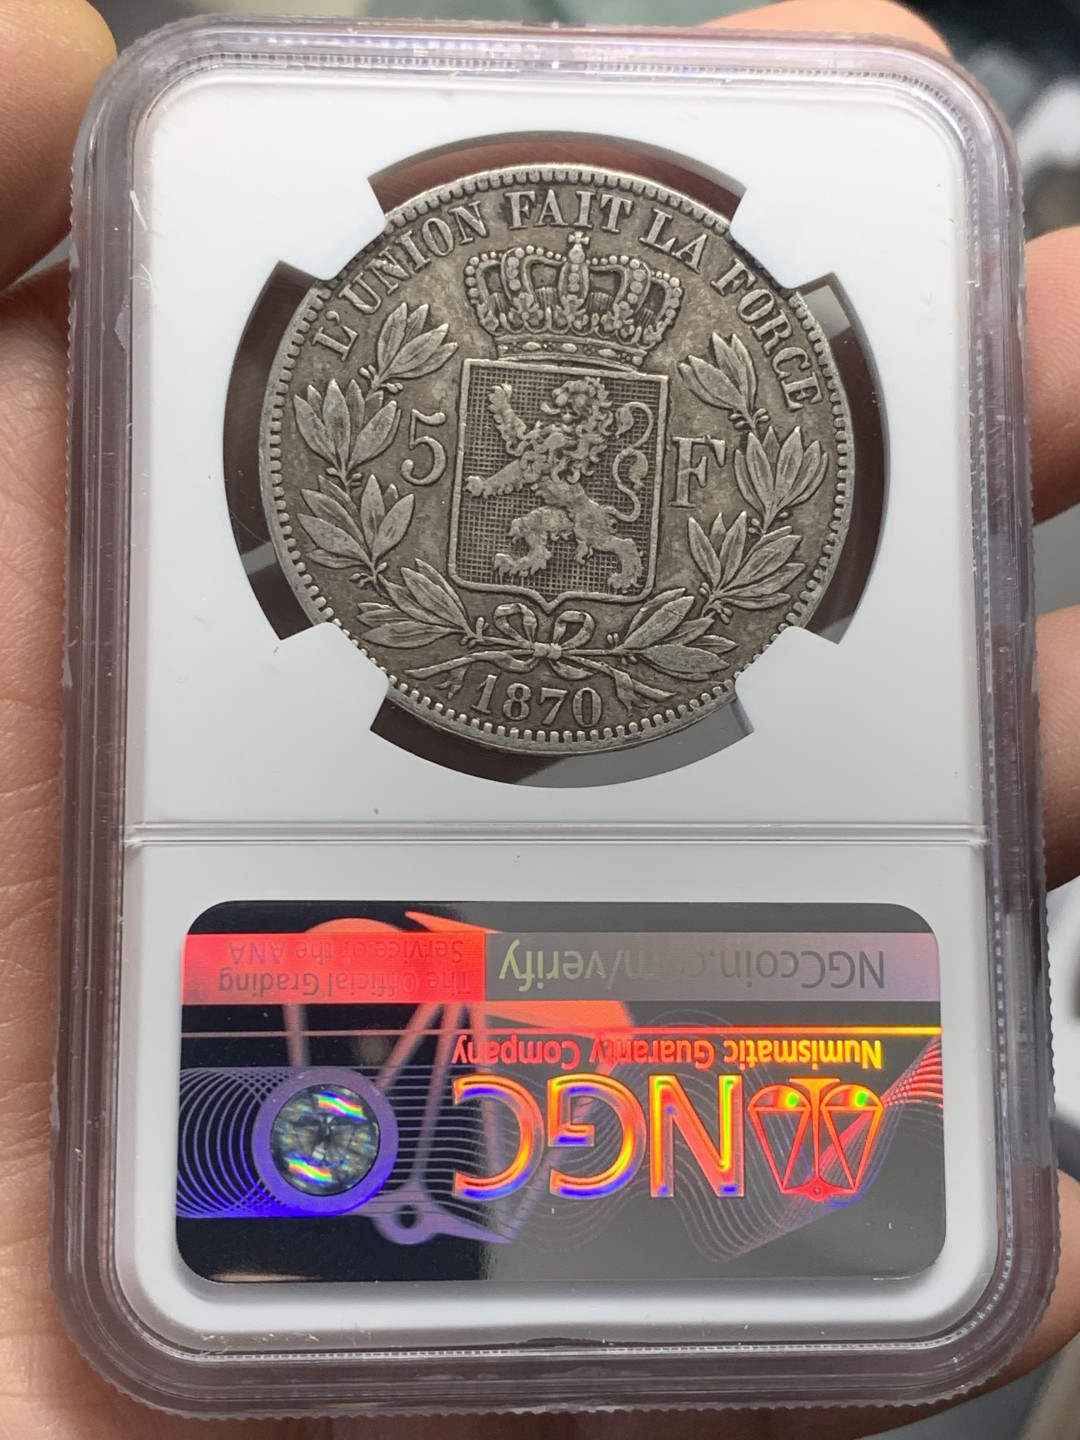 L'UNION FAIT LA FORCE
5 F
1870
NGCcoin.com/verify
The Official Grading
Service of the ANA
Numismatic Guaranty Company
NGC